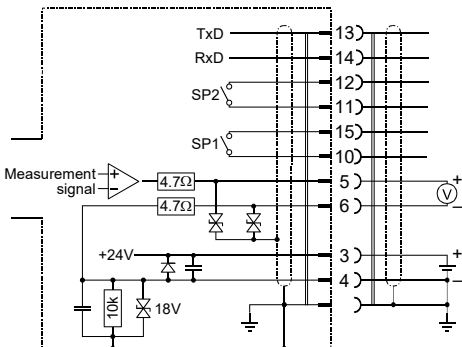 TxD
13
RxD
14
12
SP2
11
15
SP1
10
Measurement
signal
+
−
4.7Ω
5
+
V
4.7Ω
6
−
+24V
3
+
4
−
10k
18V